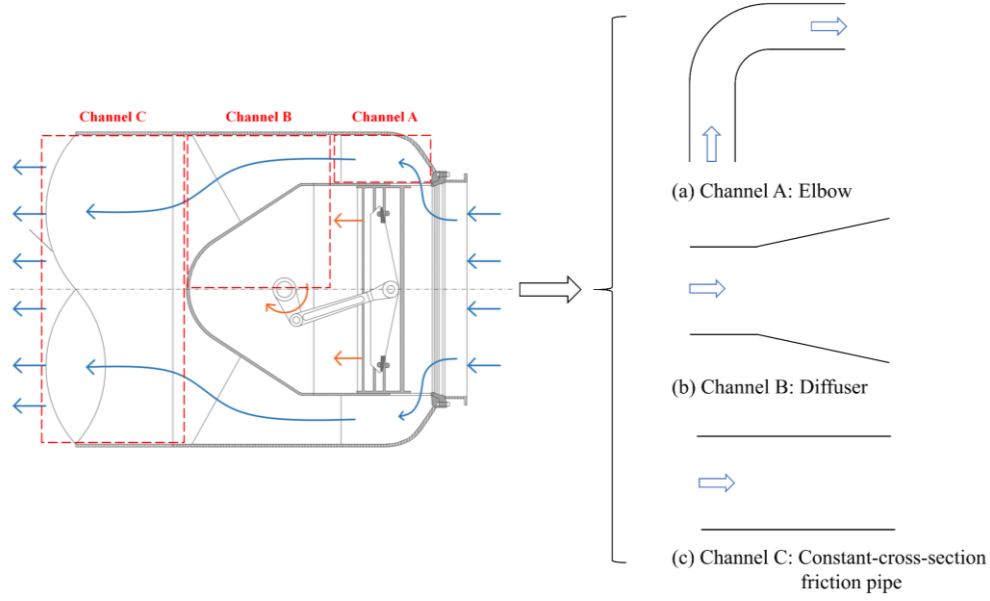 Channel C
Channel B
Channel A
(a) Channel A: Elbow
(b) Channel B: Diffuser
(c) Channel C: Constant-cross-section
friction pipe